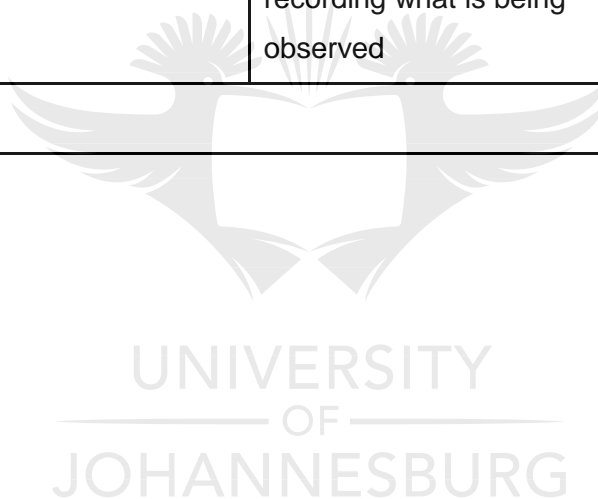 recording what is being
observed
UNIVERSITY
OF
JOHANNESBURG